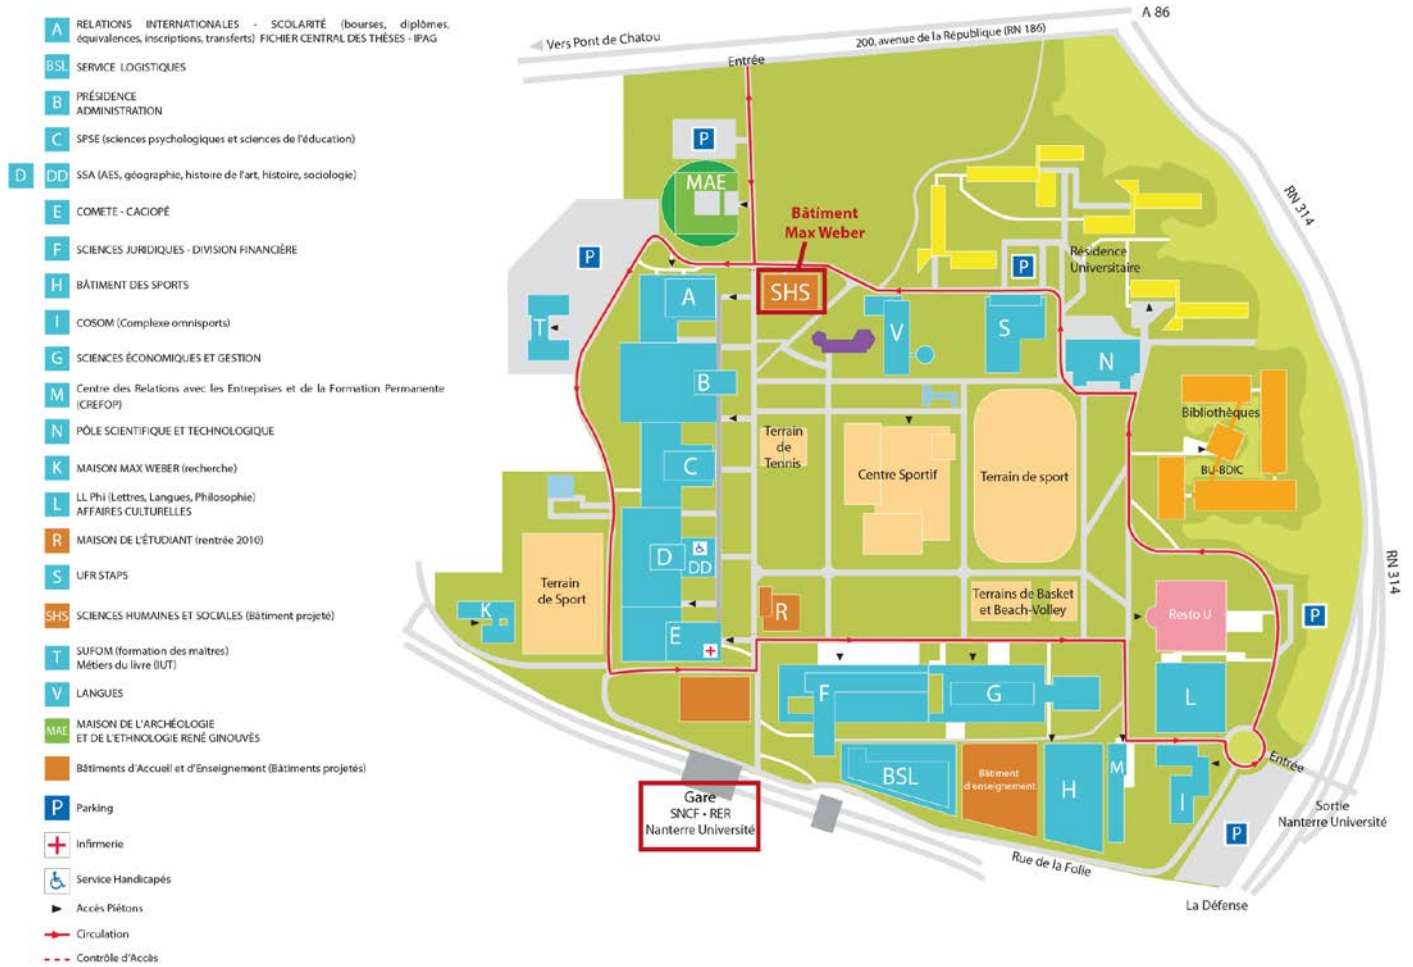 A RELATIONS INTERNATIONALES - SCOLARITÉ (bourses, diplômes,
équivalences, inscriptions, transferts) FICHIER CENTRAL DES THÈSES - IPAG
BSL SERVICE LOGISTIQUES
B PRÉSIDENCE
ADMINISTRATION
C SPSE (sciences psychologiques et sciences de l'éducation)
D DD SSA (AES, géographie, histoire de l'art, histoire, sociologie)
E COMETE - CACIOPÉ
F SCIENCES JURIDIQUES - DIVISION FINANCIÈRE
H BÂTIMENT DES SPORTS
I COSOM (Complexe omnisports)
G SCIENCES ÉCONOMIQUES ET GESTION
M Centre des Relations avec les Entreprises et de la Formation Permanente
(CREFOP)
N PÔLE SCIENTIFIQUE ET TECHNOLOGIQUE
K MAISON MAX WEBER (recherche)
L LL Phi (Lettres, Langues, Philosophie)
AFFAIRES CULTURELLES
R MAISON DE L'ÉTUDIANT (rentrée 2010)
S UFR STAPS
SHS SCIENCES HUMAINES ET SOCIALES (Bâtiment projeté)
T SUFOM (formation des maîtres)
Métiers du livre (IUT)
V LANGUES
MAE MAISON DE L'ARCHÉOLOGIE
ET DE L'ETHNOLOGIE RENÉ GINOUVÈS
Bâtiments d'Accueil et d'Enseignement (Bâtiments projetés)
P Parking
Infirmerie
Service Handicapés
Accès Piétons
Circulation
Contrôle d'Accès
A 86
Vers Pont de Chatou
200, avenue de la République (RN 186)
Entrée
P
MAE
RN 314
Bâtiment
Max Weber
P
Résidence
Universitaire
P
SHS
A
T
V
S
N
B
Bibliothèques
Terrain
de
Tennis
C
Centre Sportif
Terrain de sport
BU-BDIC
D
DD
RN 314
Terrain
de Sport
Terrains de Basket
et Beach-Volley
K
R
Resto U
P
E
F
G
L
Entrée
BSL
Bâtiment
d'enseignement
H
M
I
Gare
SNCF • RER
Nanterre Université
P
Sortie
Nanterre Université
Rue de la Folie
La Défense